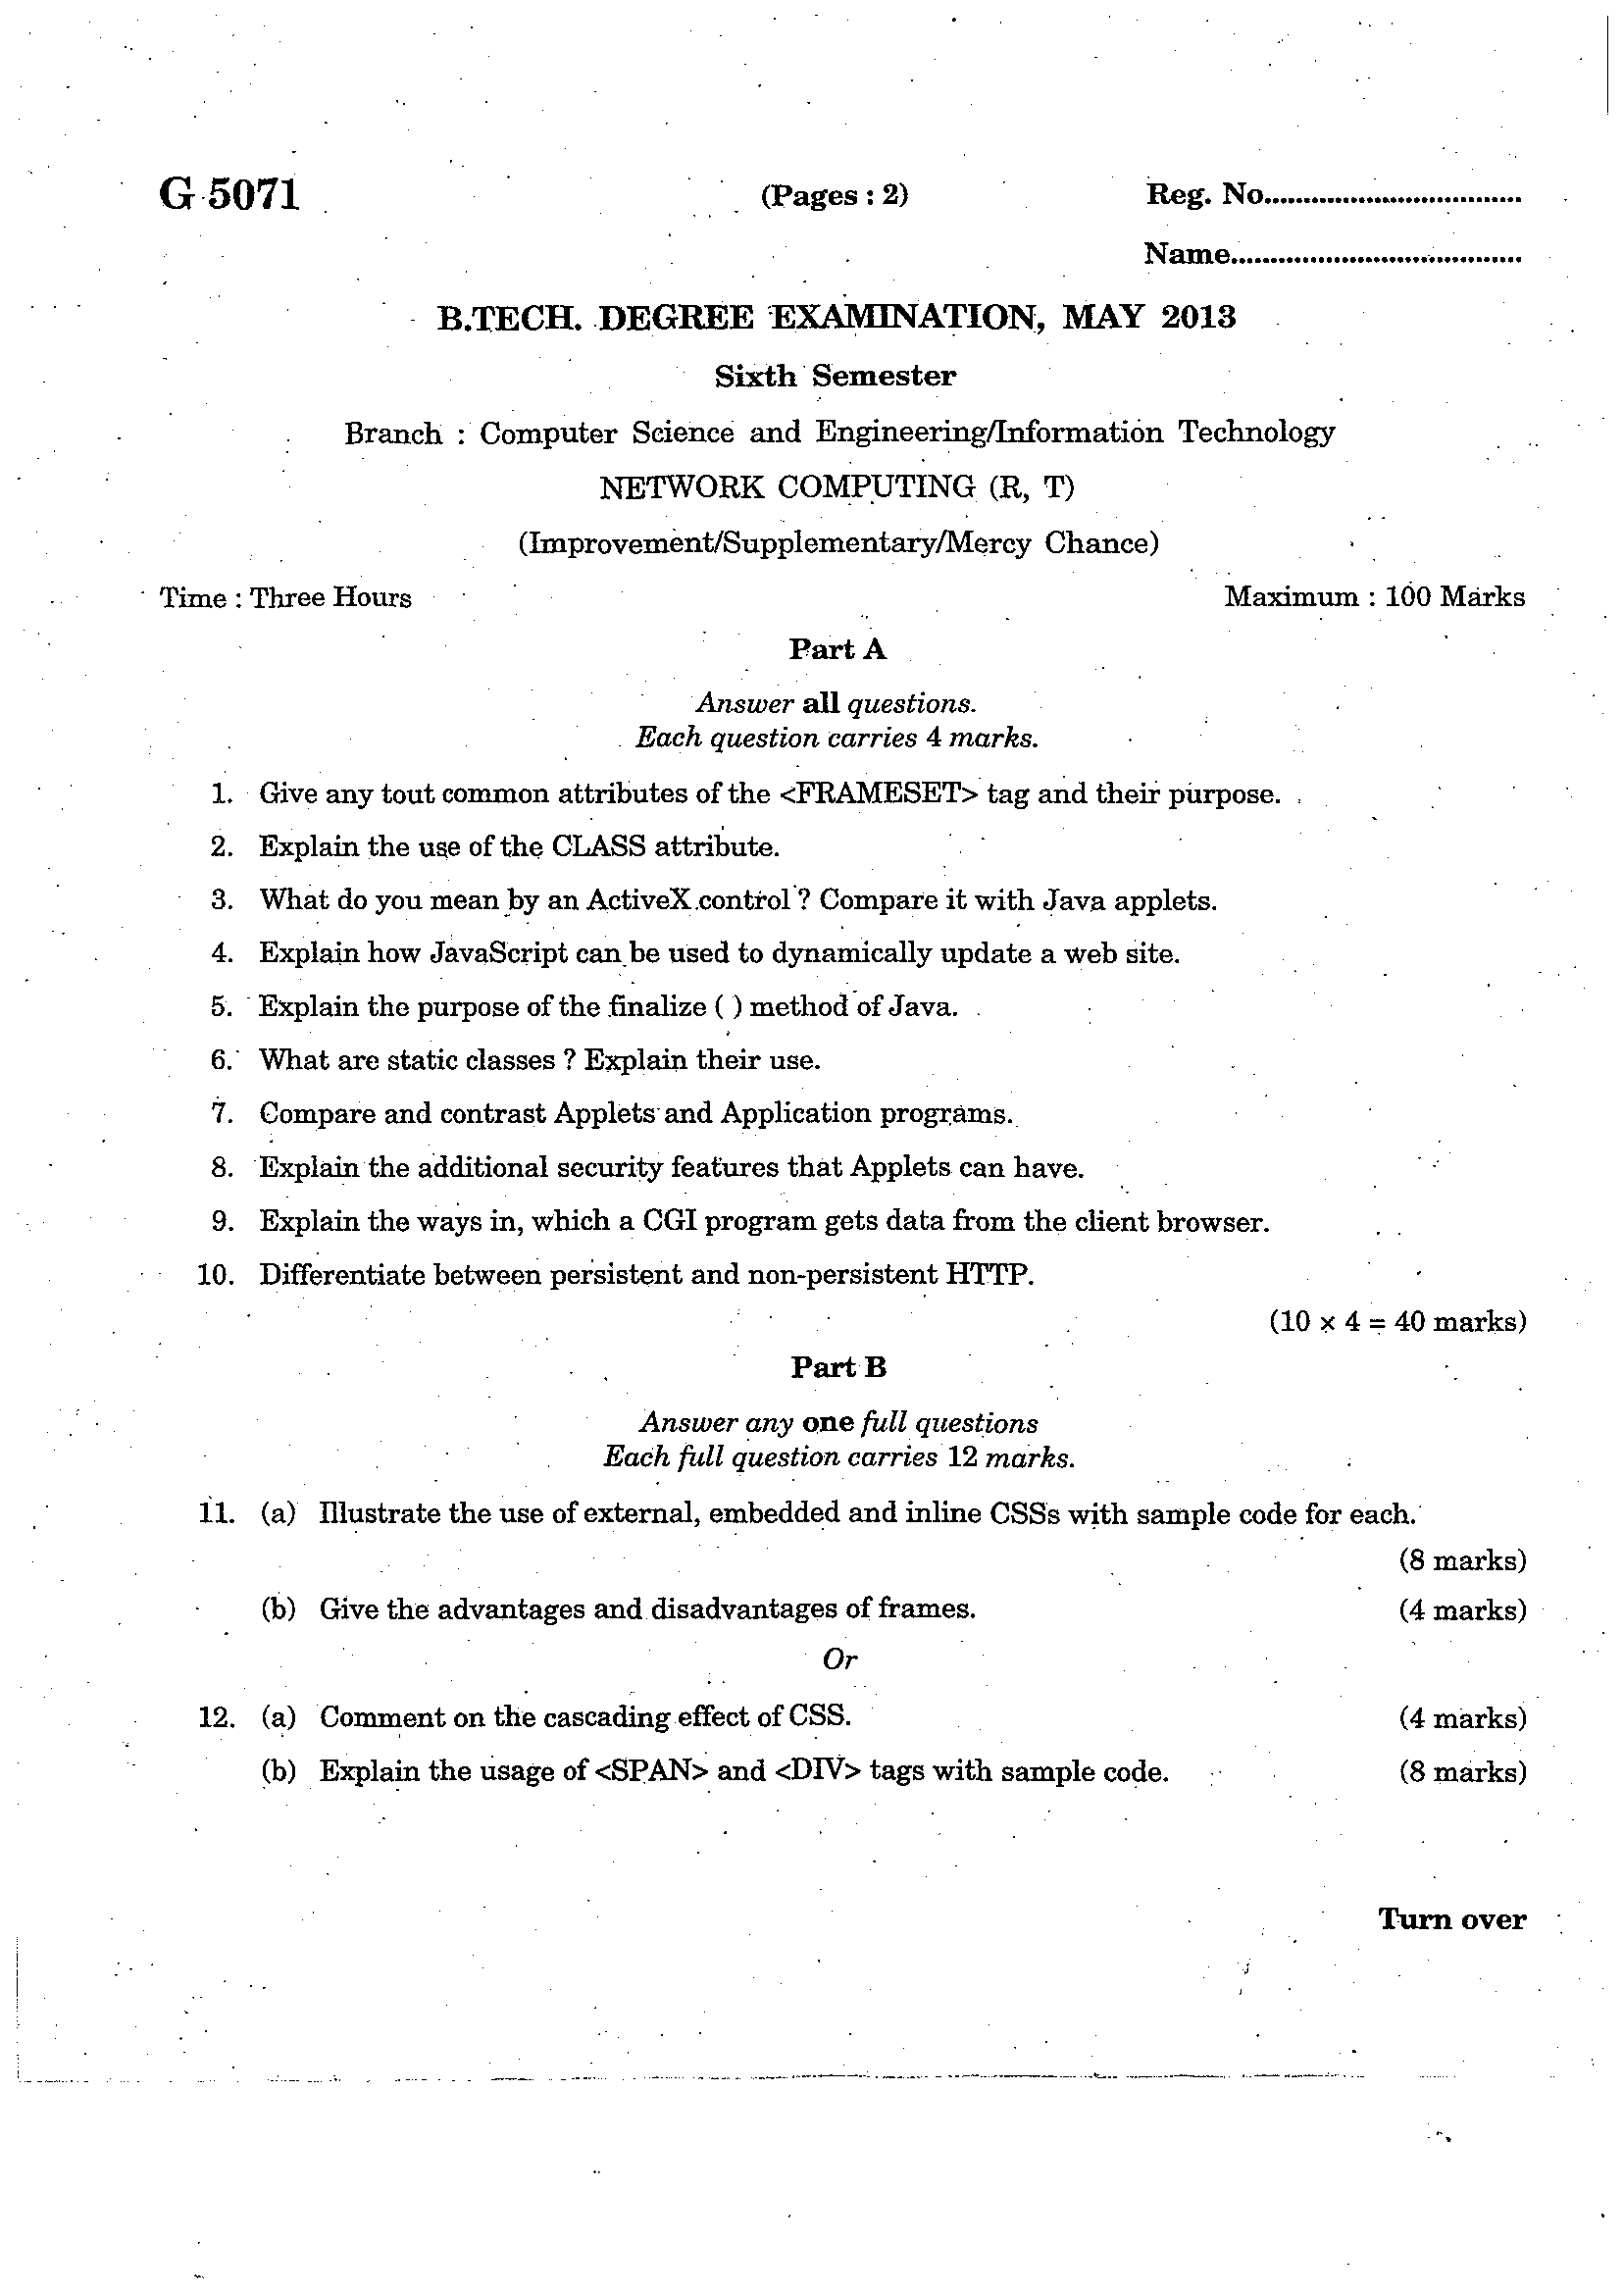 G 5071
(Pages : 2)
Reg. No.................................
Name.....................................
B.TECH. DEGREE EXAMINATION, MAY 2013
Sixth Semester
Branch : Computer Science and Engineering/Information Technology
NETWORK COMPUTING (R, T)
(Improvement/Supplementary/Mercy Chance)
Time : Three Hours
Maximum : 100 Marks
Part A
Answer all questions.
Each question carries 4 marks.
1. Give any tout common attributes of the <FRAMESET> tag and their purpose.
2. Explain the use of the CLASS attribute.
3. What do you mean by an ActiveX control ? Compare it with Java applets.
4. Explain how JavaScript can be used to dynamically update a web site.
5. Explain the purpose of the finalize ( ) method of Java.
6. What are static classes ? Explain their use.
7. Compare and contrast Applets and Application programs.
8. Explain the additional security features that Applets can have.
9. Explain the ways in, which a CGI program gets data from the client browser.
10. Differentiate between persistent and non-persistent HTTP.
(10 × 4 = 40 marks)
Part B
Answer any one full questions
Each full question carries 12 marks.
11. (a) Illustrate the use of external, embedded and inline CSSs with sample code for each.
(8 marks)
(b) Give the advantages and disadvantages of frames. (4 marks)
Or
12. (a) Comment on the cascading effect of CSS. (4 marks)
(b) Explain the usage of <SPAN> and <DIV> tags with sample code. (8 marks)
Turn over